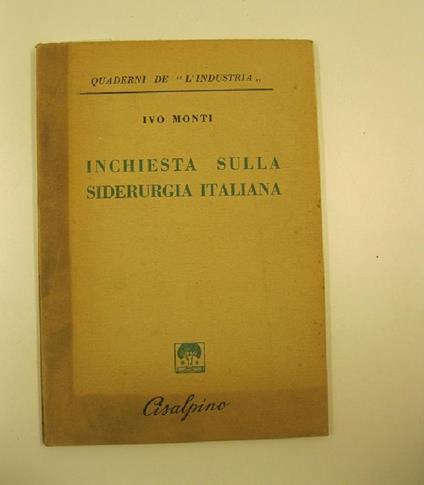 QUADERNI DE "L'INDUSTRIA„
IVO MONTI
INCHIESTA SULLA
SIDERURGIA ITALIANA
Cisalpino